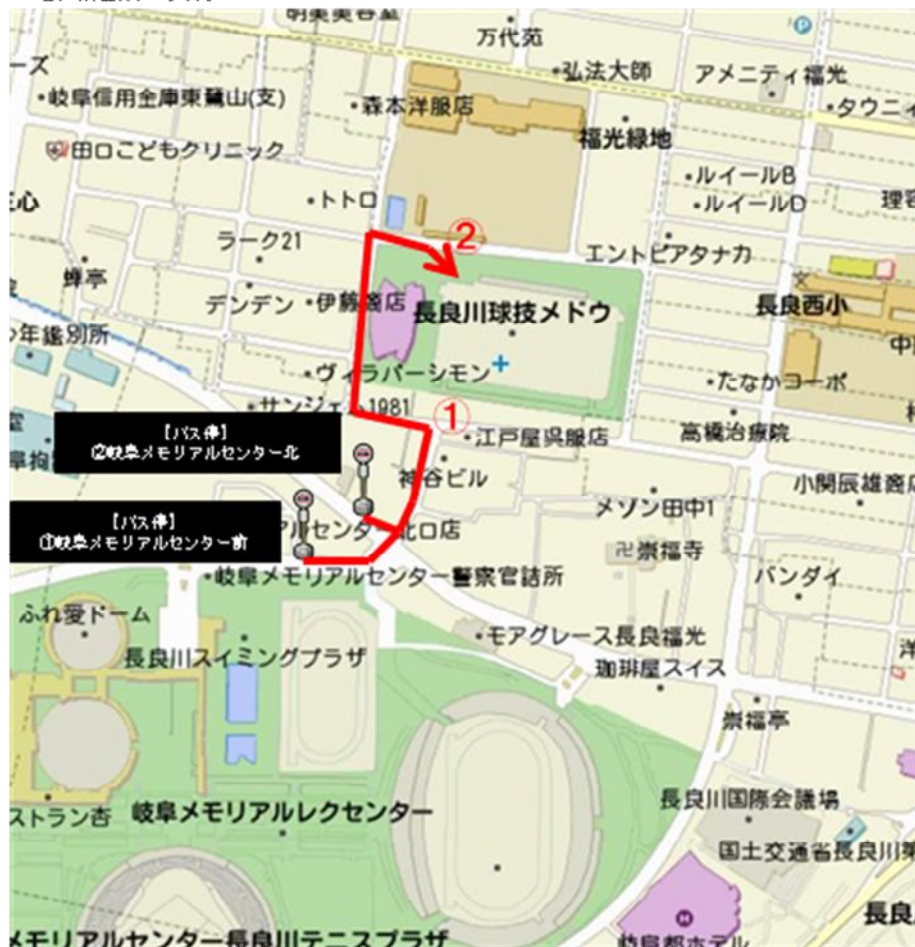 万代苑
・弘法大師
アメニティ福光
・岐阜信用金庫東鷺山(支)
・森本洋服店
・タウニィ
福光緑地
田口こどもクリニック
・ルイールB
・トトロ
・ルイールD
②
ラーク21
エントピアタナカ
蝉亭
デンデン
・伊藤商店
長良川球技メドウ
長良西小
少年鑑別所
・ヴィラパーシモン
・たなかコーポ
・サンジェム1981
①
・江戸屋呉服店
高橋治療院
【バス停】
②岐阜メモリアルセンター北
神谷ビル
小関辰雄商店
メゾン田中1
【バス停】
①岐阜メモリアルセンター前
アルセンター北口店
卍崇福寺
・岐阜メモリアルセンター警察官詰所
バンダイ
ふれ愛ドーム
・モアグレース長良福光
長良川スイミングプラザ
珈琲屋スイス
崇福亭
長良川国際会議場
ストラン杏
岐阜メモリアルレクセンター
国土交通省長良川第
長良
メモリアルセンター長良川テニスプラザ
岐阜都ホテル